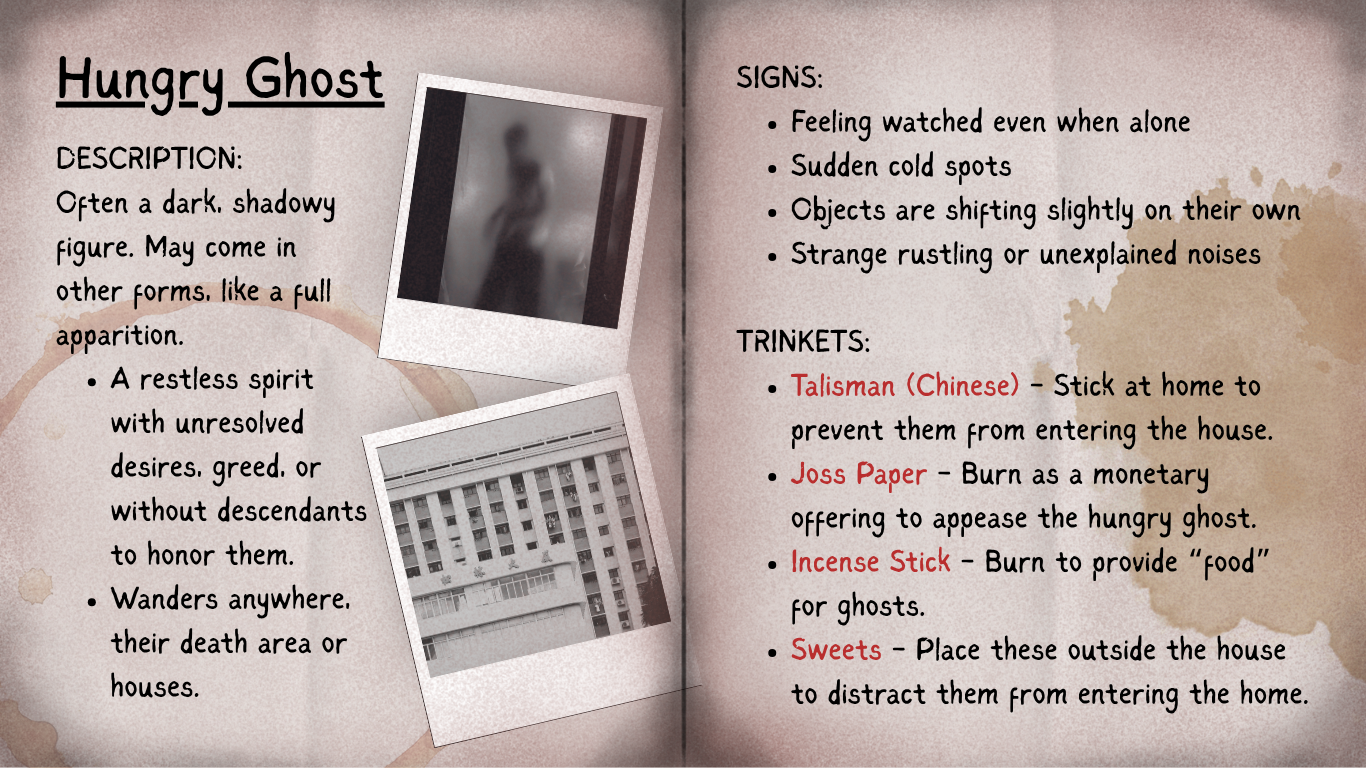 Hungry Ghost
DESCRIPTION:
Often a dark, shadowy
figure. May come in
other forms, like a full
apparition.
• A restless spirit
with unresolved
desires, greed, or
without descendants
to honor them.
• Wanders anywhere,
their death area or
houses.
SIGNS:
• Feeling watched even when alone
• Sudden cold spots
• Objects are shifting slightly on their own
• Strange rustling or unexplained noises
TRINKETS:
• Talisman (Chinese) – Stick at home to
prevent them from entering the house.
• Joss Paper – Burn as a monetary
offering to appease the hungry ghost.
• Incense Stick – Burn to provide “food”
for ghosts.
• Sweets – Place these outside the house
to distract them from entering the home.